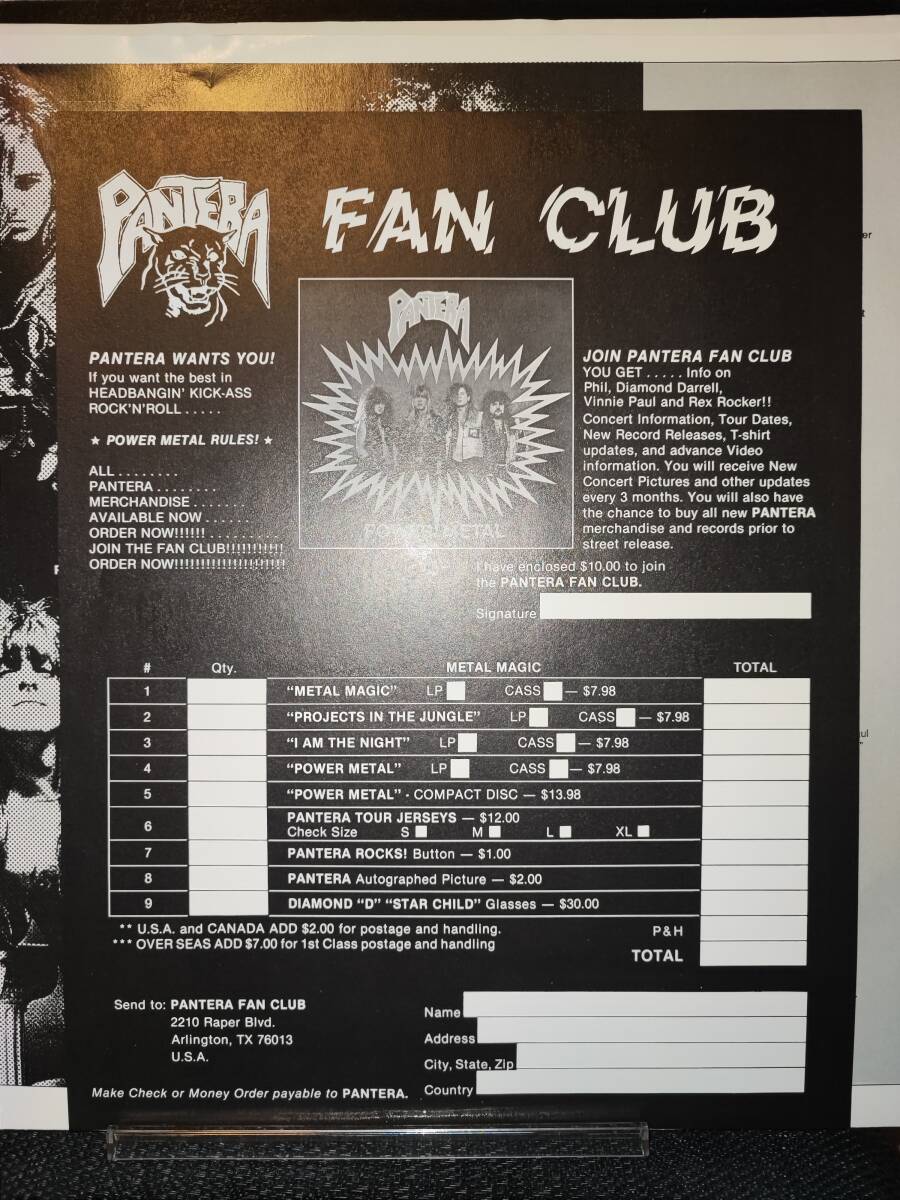 PANTERA FAN CLUB
PANTERA
POWER METAL
PANTERA WANTS YOU!
If you want the best in
HEADBANGIN' KICK-ASS
ROCK'N'ROLL . . . . .
★ POWER METAL RULES! ★
ALL . . . . . . . .
PANTERA . . . . . . . .
MERCHANDISE . . . . . . .
AVAILABLE NOW . . . . . .
ORDER NOW!!!!!! . . . . . . . . . .
JOIN THE FAN CLUB!!!!!!!!!!!
ORDER NOW!!!!!!!!!!!!!!!!!!!!!
JOIN PANTERA FAN CLUB
YOU GET . . . . . Info on
Phil, Diamond Darrell,
Vinnie Paul and Rex Rocker!!
Concert Information, Tour Dates,
New Record Releases, T-shirt
updates, and advance Video
information. You will receive New
Concert Pictures and other updates
every 3 months. You will also have
the chance to buy all new PANTERA
merchandise and records prior to
street release.
I have enclosed $10.00 to join
the PANTERA FAN CLUB.
Signature
# Qty. METAL MAGIC TOTAL
1 "METAL MAGIC" LP CASS — $7.98
2 "PROJECTS IN THE JUNGLE" LP CASS — $7.98
3 "I AM THE NIGHT" LP CASS — $7.98
4 "POWER METAL" LP CASS — $7.98
5 "POWER METAL" - COMPACT DISC — $13.98
6 PANTERA TOUR JERSEYS — $12.00
Check Size S M L XL
7 PANTERA ROCKS! Button — $1.00
8 PANTERA Autographed Picture — $2.00
9 DIAMOND "D" "STAR CHILD" Glasses — $30.00
** U.S.A. and CANADA ADD $2.00 for postage and handling.
*** OVER SEAS ADD $7.00 for 1st Class postage and handling
P&H
TOTAL
Send to: PANTERA FAN CLUB
2210 Raper Blvd.
Arlington, TX 76013
U.S.A.
Make Check or Money Order payable to PANTERA.
Name
Address
City, State, Zip
Country